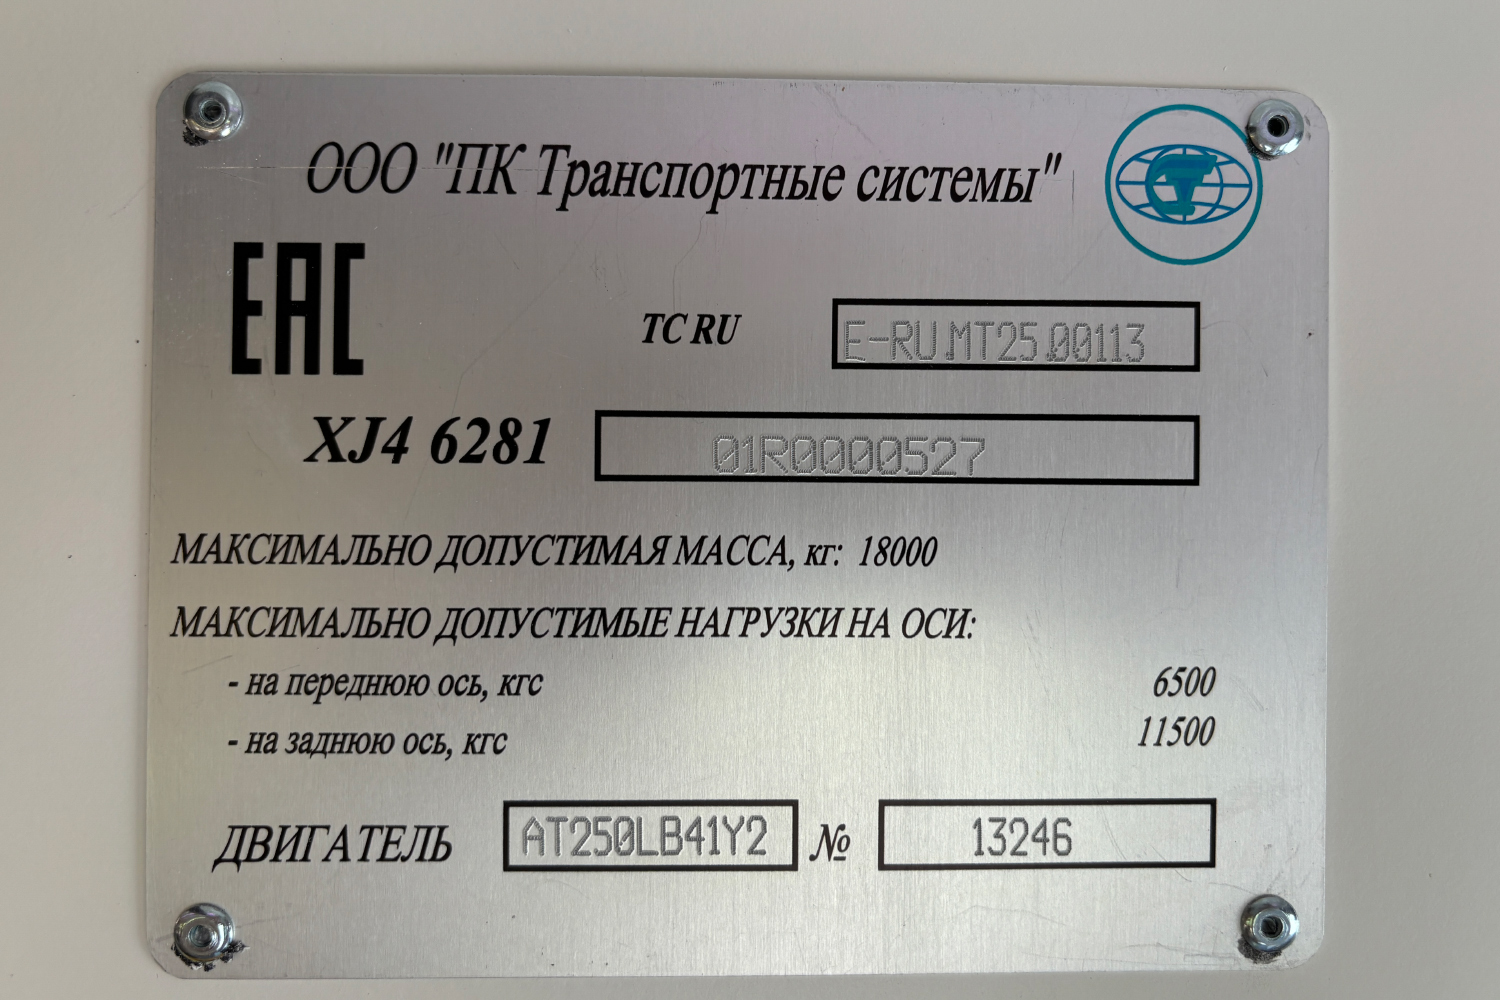 ООО "ПК Транспортные системы"
EAC
ТС RU E-RU.MT25.00113
XJ4 6281 01R0000527
МАКСИМАЛЬНО ДОПУСТИМАЯ МАССА, кг: 18000
МАКСИМАЛЬНО ДОПУСТИМЫЕ НАГРУЗКИ НА ОСИ:
- на переднюю ось, кгс 6500
- на заднюю ось, кгс 11500
ДВИГАТЕЛЬ AT250LB41Y2 № 13246